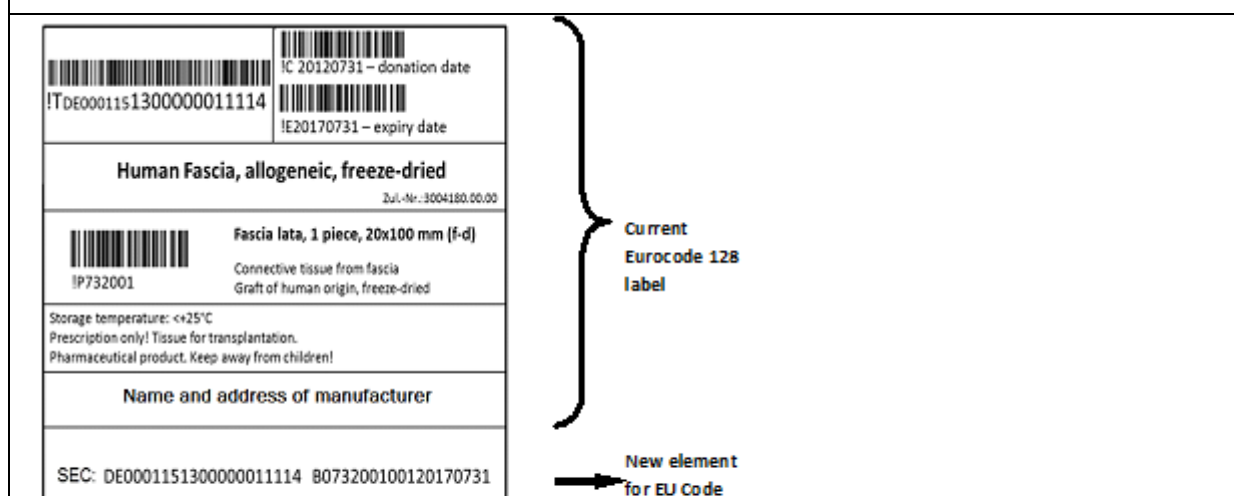 !TDE0001151300000011114
!C 20120731 – donation date
!E20170731 – expiry date
Human Fascia, allogeneic, freeze-dried
Zul.-Nr.:3004180.00.00
!P732001
Fascia lata, 1 piece, 20x100 mm (f-d)
Connective tissue from fascia
Graft of human origin, freeze-dried
Storage temperature: <+25°C
Prescription only! Tissue for transplantation.
Pharmaceutical product. Keep away from children!
Name and address of manufacturer
SEC: DE0001151300000011114 B073200100120170731
Current
Eurocode 128
label
New element
for EU Code